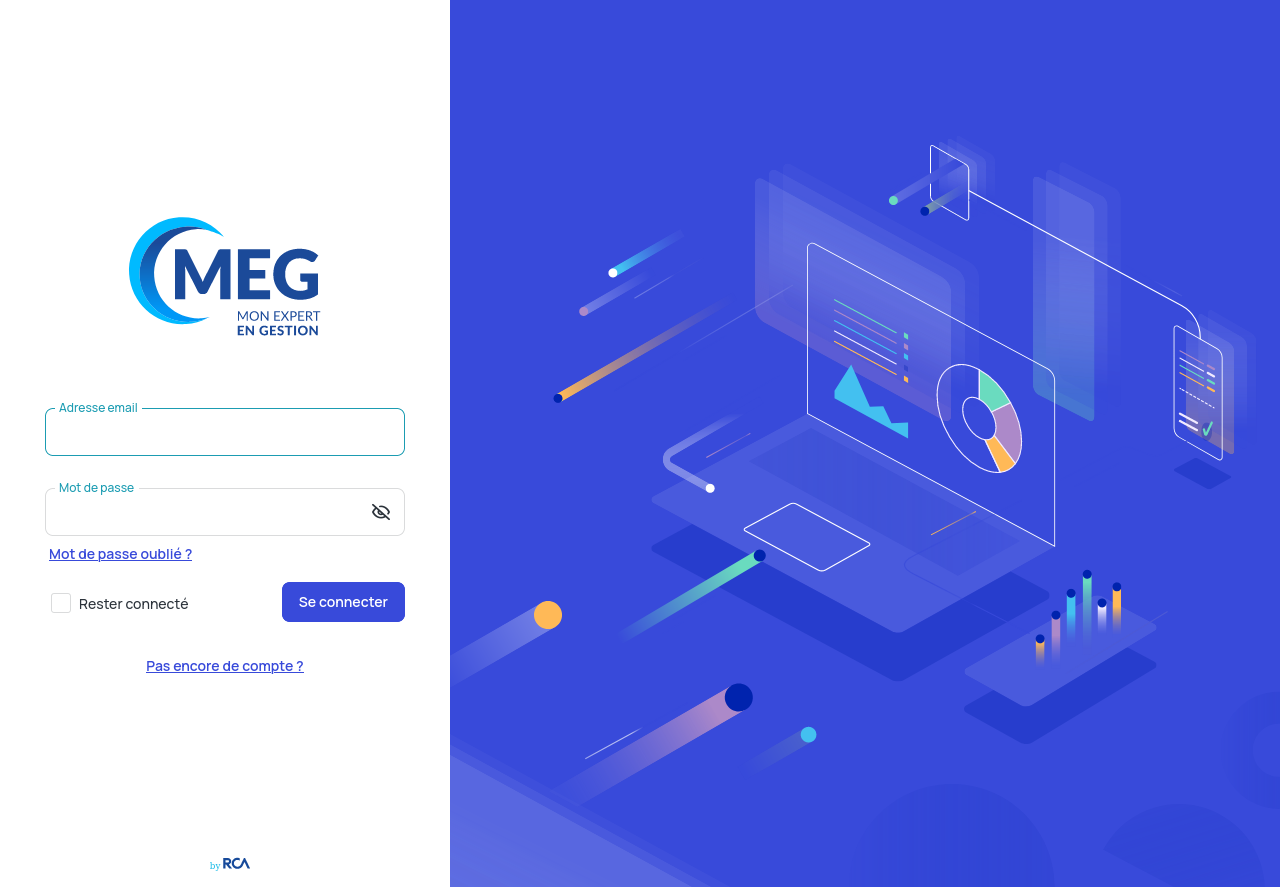 MEG
MON EXPERT
EN GESTION
Adresse email
Mot de passe
Mot de passe oublié ?
Rester connecté
Se connecter
Pas encore de compte ?
by RCA